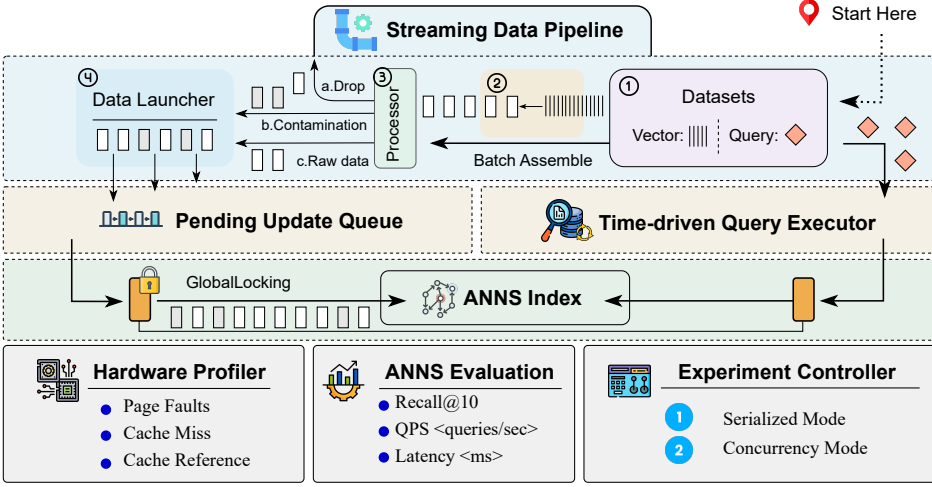 Start Here
Streaming Data Pipeline
4
Data Launcher
a.Drop
b.Contamination
c.Raw data
3
Processor
2
Batch Assemble
1
Datasets
Vector:
Query:
Pending Update Queue
Time-driven Query Executor
GlobalLocking
ANNS Index
Hardware Profiler
Page Faults
Cache Miss
Cache Reference
ANNS Evaluation
Recall@10
QPS <queries/sec>
Latency <ms>
Experiment Controller
1 Serialized Mode
2 Concurrency Mode